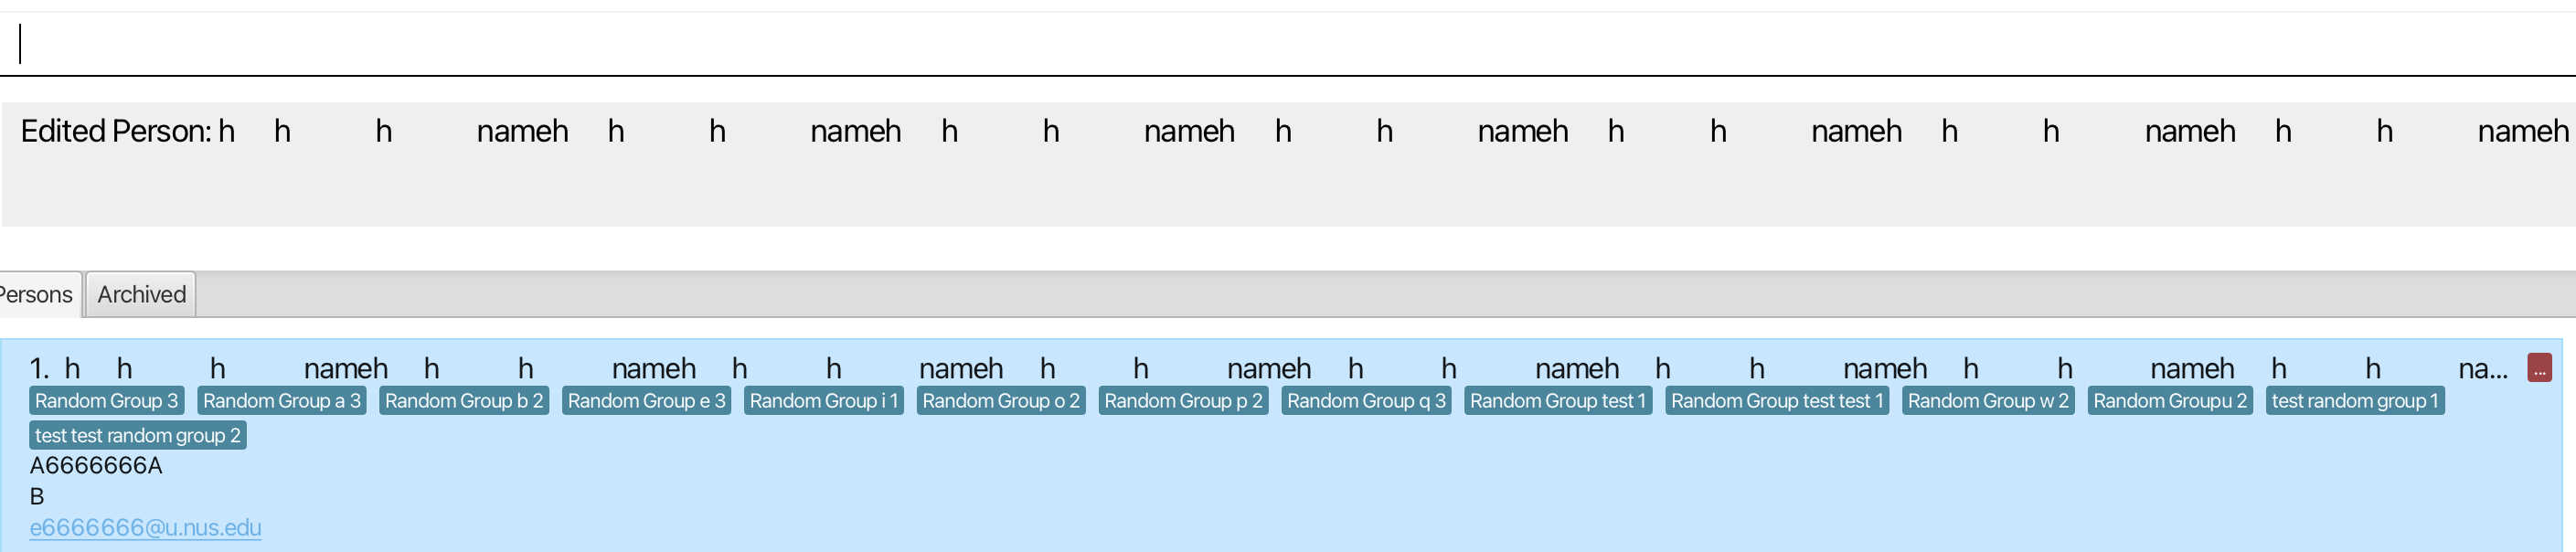 Edited Person: h h h nameh h h nameh h h nameh h h nameh h h nameh h h nameh h h nameh
Persons Archived
1. h h h nameh h h nameh h h nameh h h nameh h h nameh h h nameh h h na... ...
Random Group 3 Random Group a 3 Random Group b 2 Random Group e 3 Random Group i 1 Random Group o 2 Random Group p 2 Random Group q 3 Random Group test 1 Random Group test test 1 Random Group w 2 Random Groupu 2 test random group 1
test test random group 2
A6666666A
B
e6666666@u.nus.edu